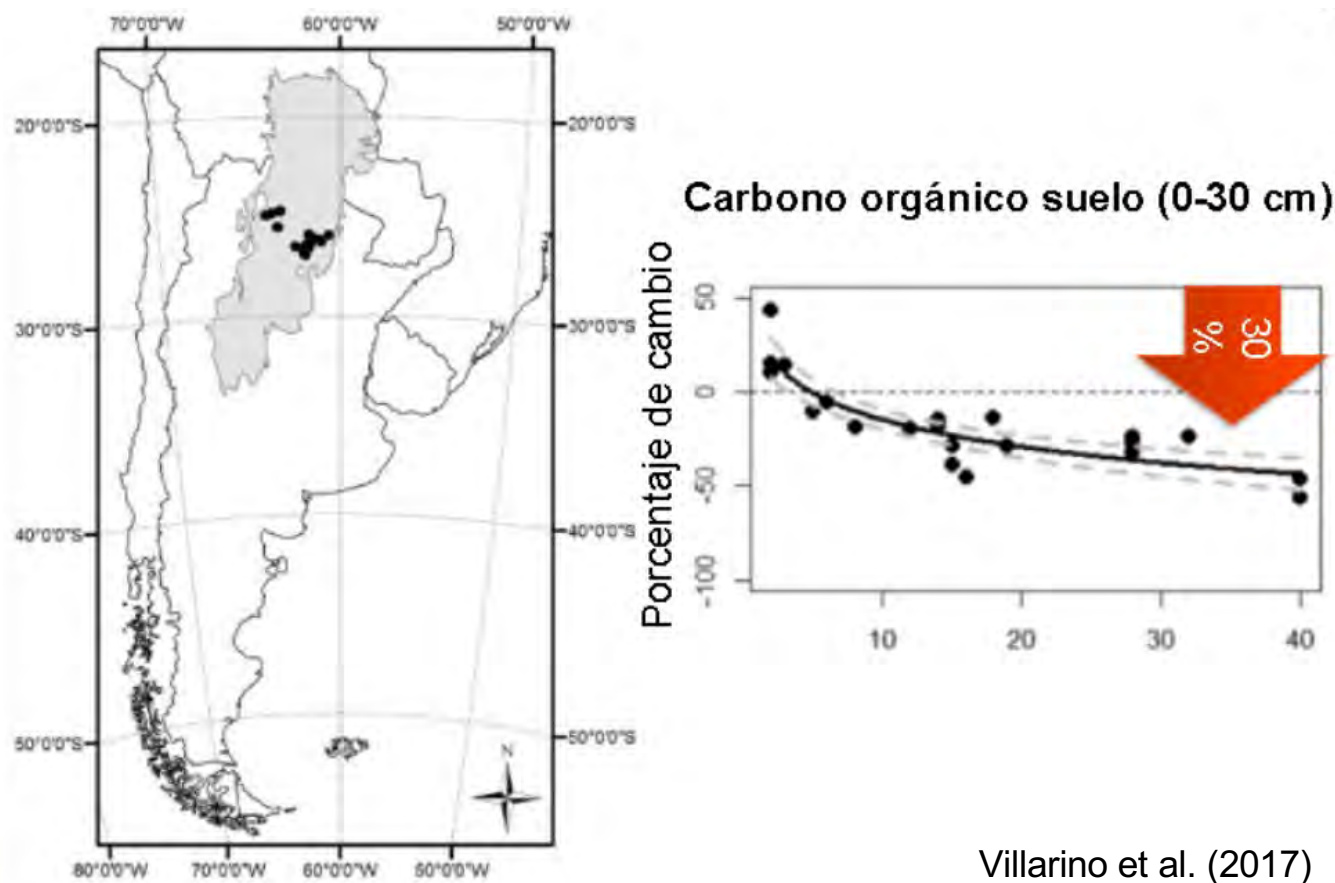 70°0'0"W 60°0'0"W 50°0'0"W
20°0'0"S 20°0'0"S
30°0'0"S 30°0'0"S
40°0'0"S 40°0'0"S
50°0'0"S 50°0'0"S
N
80°0'0"W 70°0'0"W 60°0'0"W 50°0'0"W
Carbono orgánico suelo (0-30 cm)
Porcentaje de cambio
50
0
-50
-100
30
%
10 20 30 40
Villarino et al. (2017)